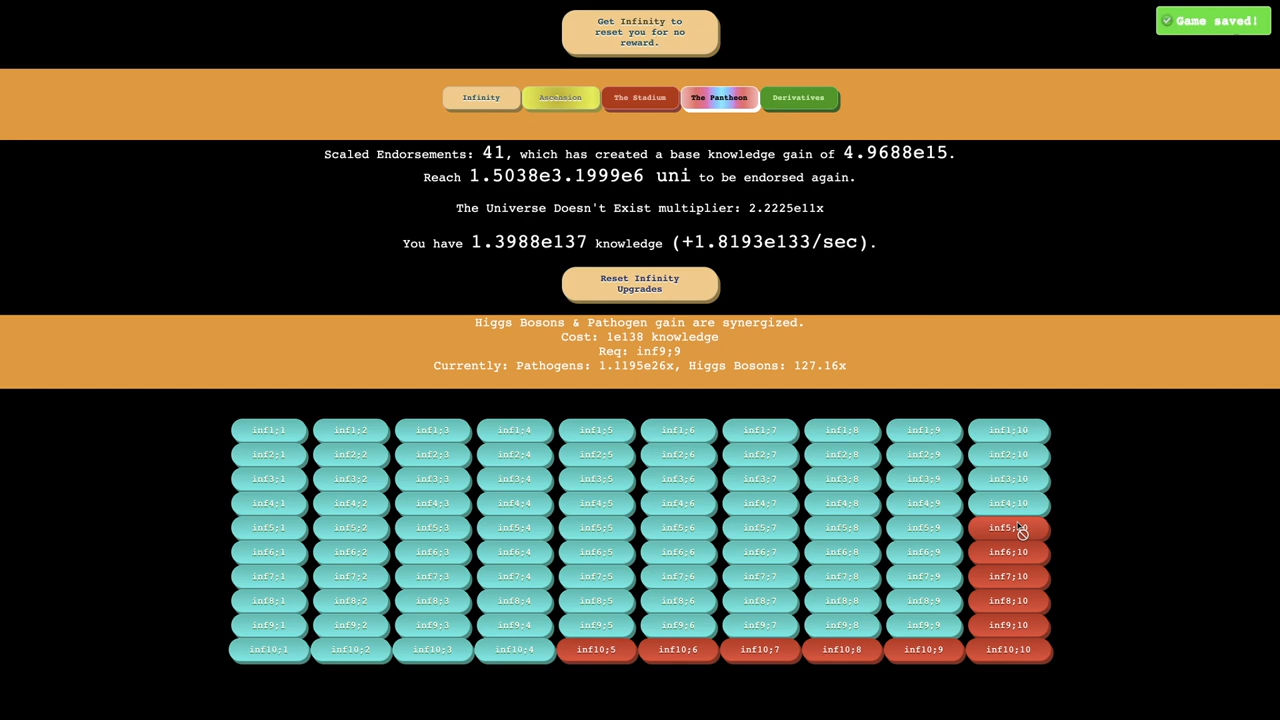 Get Infinity to
reset you for no
reward.
Game saved!
Infinity Ascension The Stadium The Pantheon Derivatives
Scaled Endorsements: 41, which has created a base knowledge gain of 4.9688e15.
Reach 1.5038e3.1999e6 uni to be endorsed again.
The Universe Doesn't Exist multiplier: 2.2225e11x
You have 1.3988e137 knowledge (+1.8193e133/sec).
Reset Infinity
Upgrades
Higgs Bosons & Pathogen gain are synergized.
Cost: 1e138 knowledge
Req: inf9;9
Currently: Pathogens: 1.1195e26x, Higgs Bosons: 127.16x
inf1;1 inf1;2 inf1;3 inf1;4 inf1;5 inf1;6 inf1;7 inf1;8 inf1;9 inf1;10
inf2;1 inf2;2 inf2;3 inf2;4 inf2;5 inf2;6 inf2;7 inf2;8 inf2;9 inf2;10
inf3;1 inf3;2 inf3;3 inf3;4 inf3;5 inf3;6 inf3;7 inf3;8 inf3;9 inf3;10
inf4;1 inf4;2 inf4;3 inf4;4 inf4;5 inf4;6 inf4;7 inf4;8 inf4;9 inf4;10
inf5;1 inf5;2 inf5;3 inf5;4 inf5;5 inf5;6 inf5;7 inf5;8 inf5;9 inf5;10
inf6;1 inf6;2 inf6;3 inf6;4 inf6;5 inf6;6 inf6;7 inf6;8 inf6;9 inf6;10
inf7;1 inf7;2 inf7;3 inf7;4 inf7;5 inf7;6 inf7;7 inf7;8 inf7;9 inf7;10
inf8;1 inf8;2 inf8;3 inf8;4 inf8;5 inf8;6 inf8;7 inf8;8 inf8;9 inf8;10
inf9;1 inf9;2 inf9;3 inf9;4 inf9;5 inf9;6 inf9;7 inf9;8 inf9;9 inf9;10
inf10;1 inf10;2 inf10;3 inf10;4 inf10;5 inf10;6 inf10;7 inf10;8 inf10;9 inf10;10